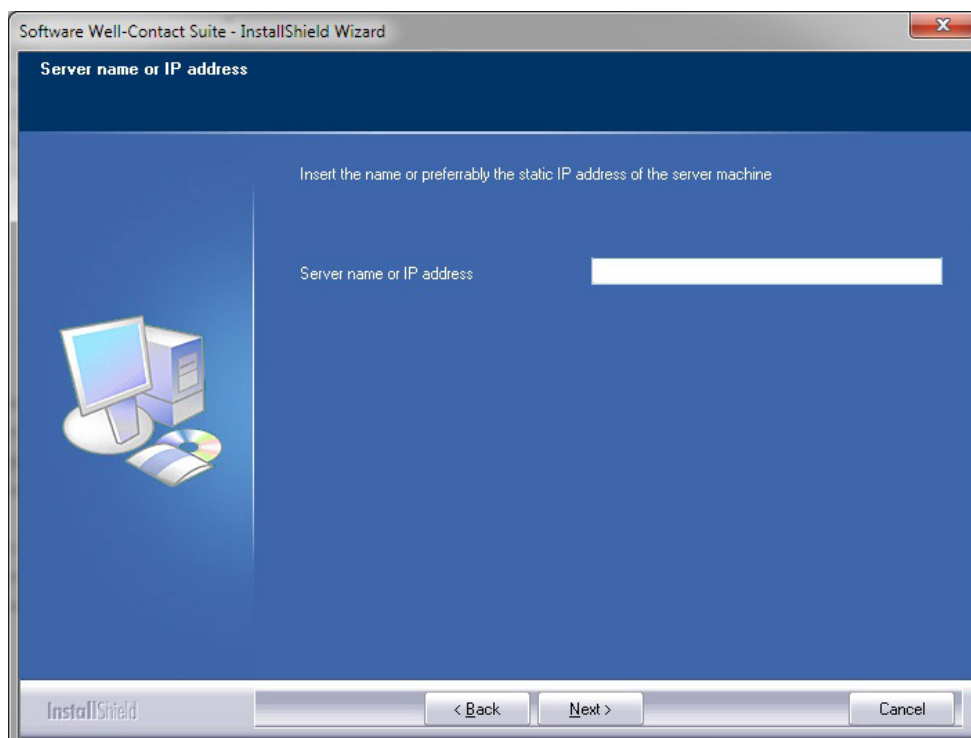 Software Well-Contact Suite - InstallShield Wizard
Server name or IP address
Insert the name or preferrably the static IP address of the server machine
Server name or IP address
InstallShield
< Back
Next >
Cancel